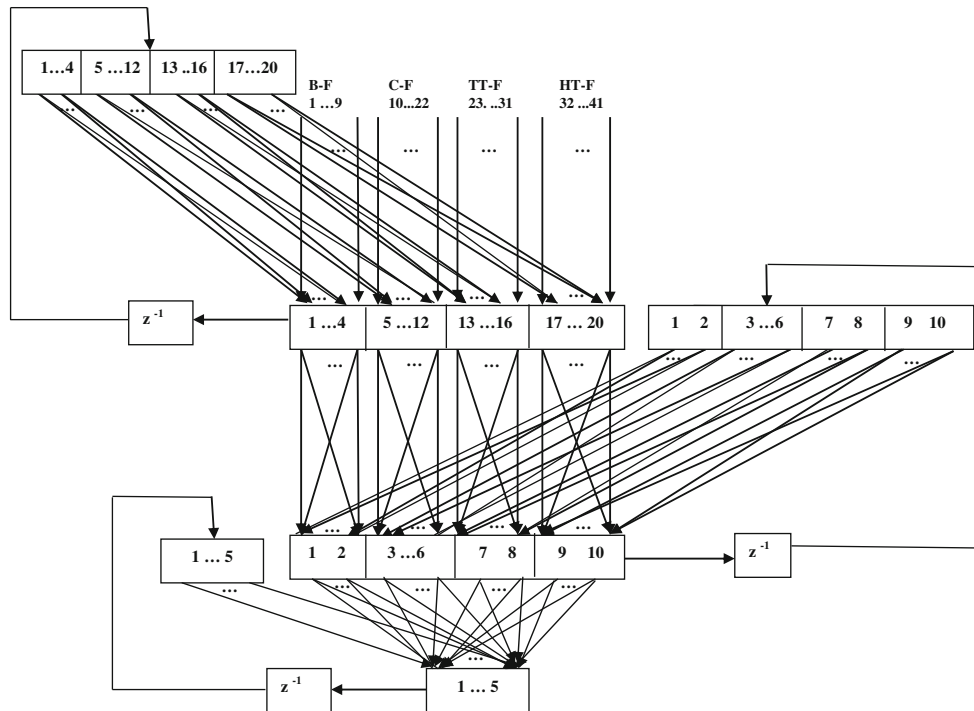 1…4 5 …12 13 ..16 17…20
... ... ... ...
B-F C-F TT-F HT-F
1 …9 10...22 23. ..31 32 ...41
... ... ... ...
... ... ... ...
z -1
1 …4 5 …12 13 …16 17 … 20
1 2 3 …6 7 8 9 10
... ... ... ...
... ... ... ...
... ... ... ...
1 … 5
1 2 3 …6 7 8 9 10
z -1
...
... ... ... ...
...
z -1
1 … 5